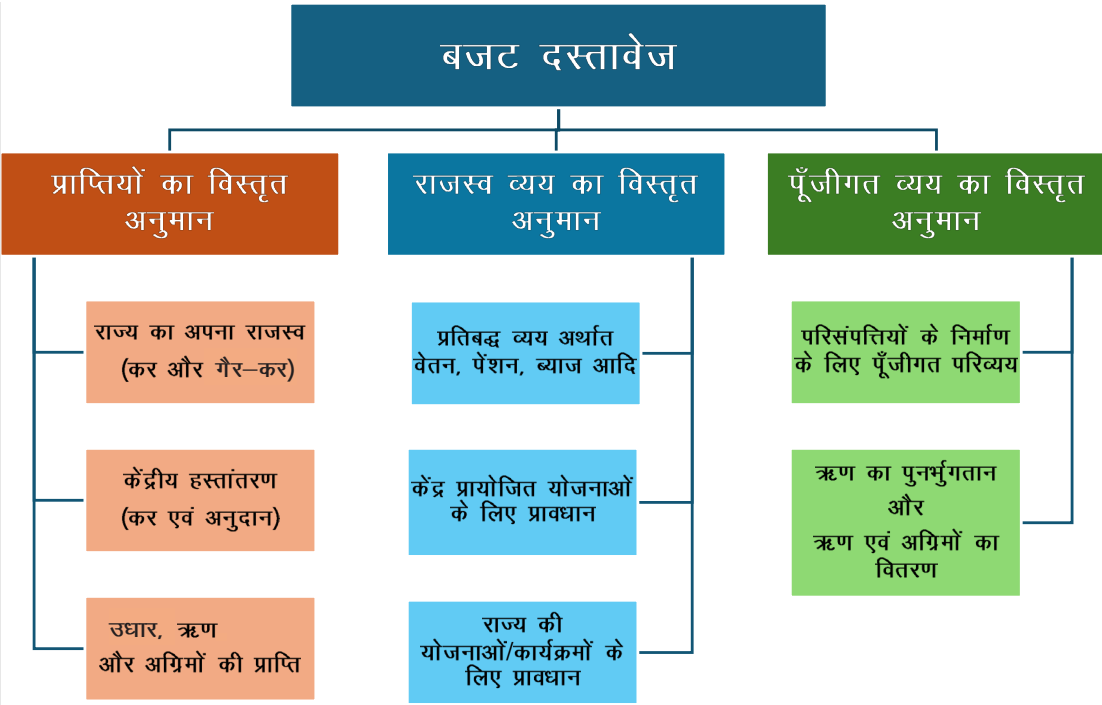 बजट दस्तावेज
प्राप्तियों का विस्तृत
अनुमान
राज्य का अपना राजस्व
(कर और गैर–कर)
केंद्रीय हस्तांतरण
(कर एवं अनुदान)
उधार, ऋण
और अग्रिमों की प्राप्ति
राजस्व व्यय का विस्तृत
अनुमान
प्रतिबद्ध व्यय अर्थात
वेतन, पेंशन, ब्याज आदि
केंद्र प्रायोजित योजनाओं
के लिए प्रावधान
राज्य की
योजनाओं/कार्यक्रमों के
लिए प्रावधान
पूँजीगत व्यय का विस्तृत
अनुमान
परिसंपत्तियों के निर्माण
के लिए पूँजीगत परिव्यय
ऋण का पुनर्भुगतान
और
ऋण एवं अग्रिमों का
वितरण